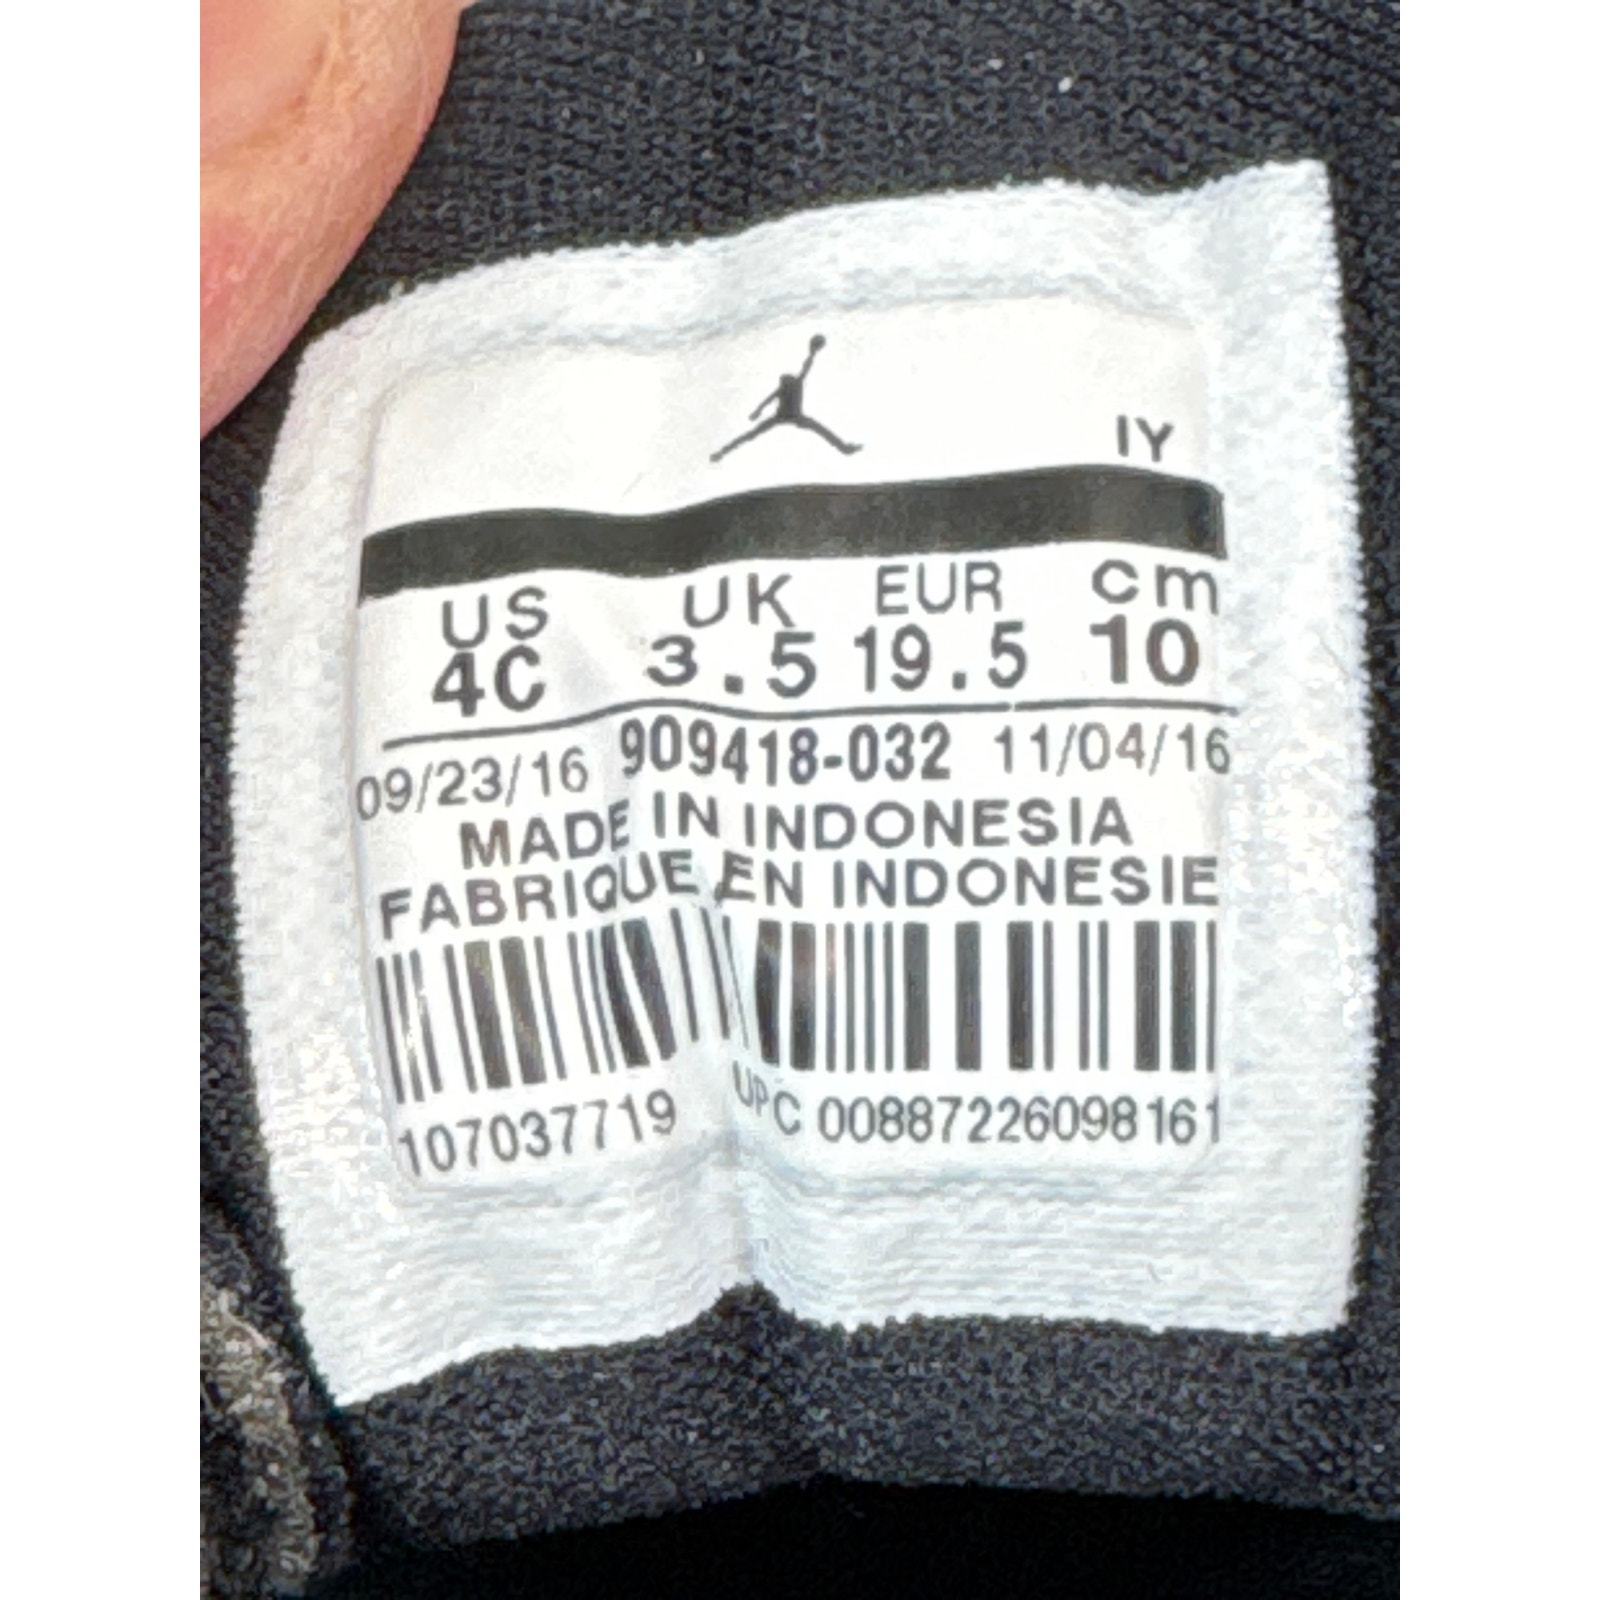 IY
US UK EUR cm
4C 3.5 19.5 10
09/23/16 909418-032 11/04/16
MADE IN INDONESIA
FABRIQUE EN INDONESIE
107037719 UPC 00887226098161